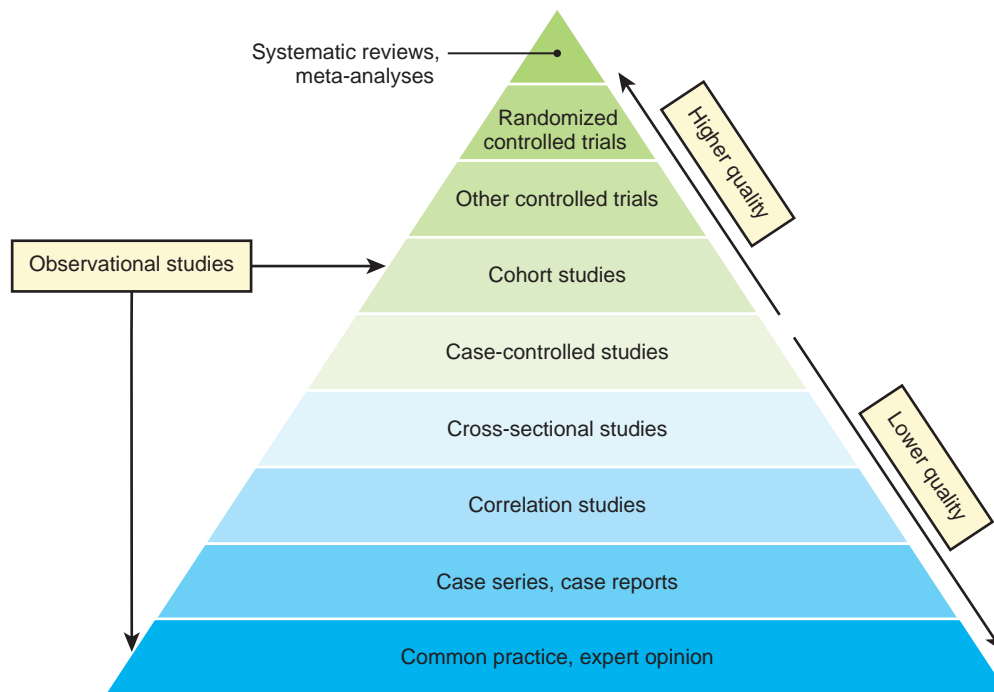 Systematic reviews,
meta-analyses
Randomized
controlled trials
Higher quality
Other controlled trials
Observational studies
Cohort studies
Case-controlled studies
Cross-sectional studies
Lower quality
Correlation studies
Case series, case reports
Common practice, expert opinion